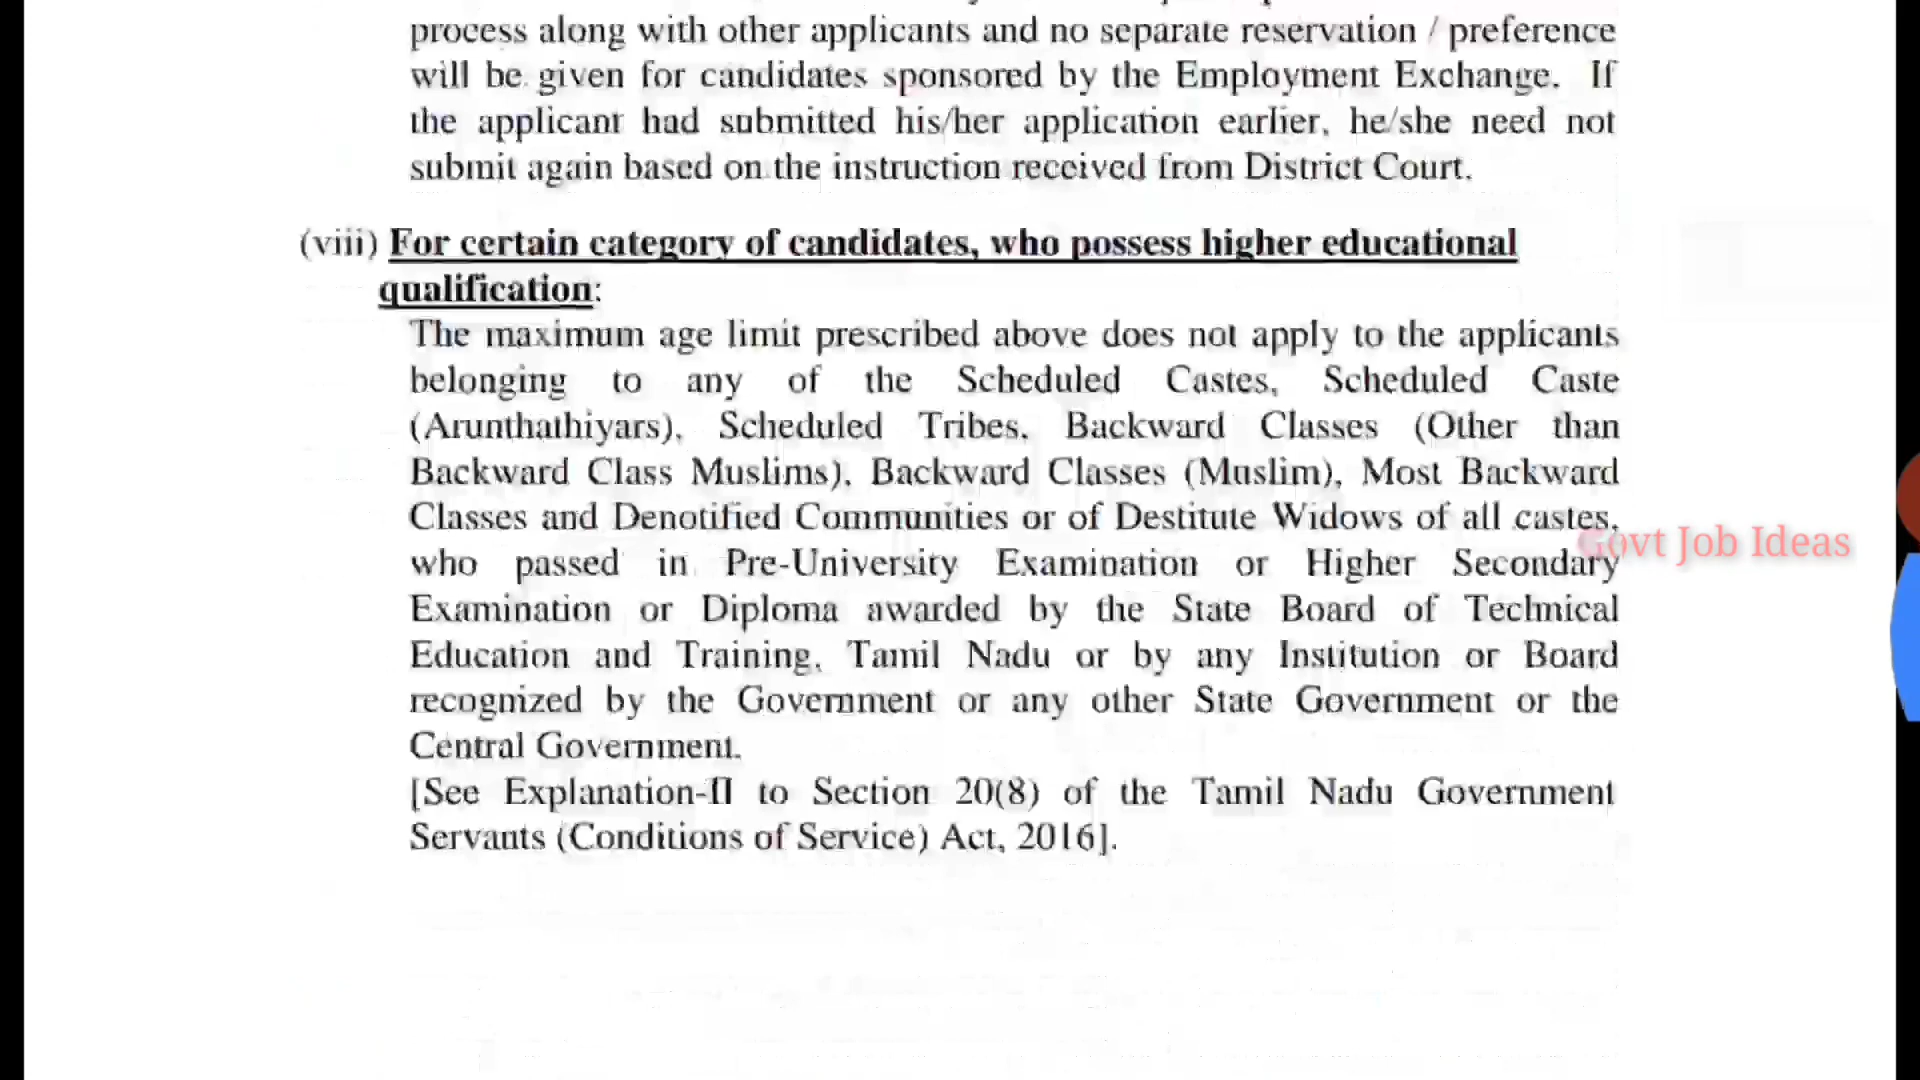 process along with other applicants and no separate reservation / preference
will be given for candidates sponsored by the Employment Exchange. If
the applicant had submitted his/her application earlier, he/she need not
submit again based on the instruction received from District Court.
(viii) For certain category of candidates, who possess higher educational
qualification:
The maximum age limit prescribed above does not apply to the applicants
belonging to any of the Scheduled Castes, Scheduled Caste
(Arunthathiyars), Scheduled Tribes, Backward Classes (Other than
Backward Class Muslims), Backward Classes (Muslim), Most Backward
Classes and Denotified Communities or of Destitute Widows of all castes,
who passed in Pre-University Examination or Higher Secondary
Examination or Diploma awarded by the State Board of Technical
Education and Training, Tamil Nadu or by any Institution or Board
recognized by the Government or any other State Government or the
Central Government.
[See Explanation-II to Section 20(8) of the Tamil Nadu Government
Servants (Conditions of Service) Act, 2016].
Govt Job Ideas